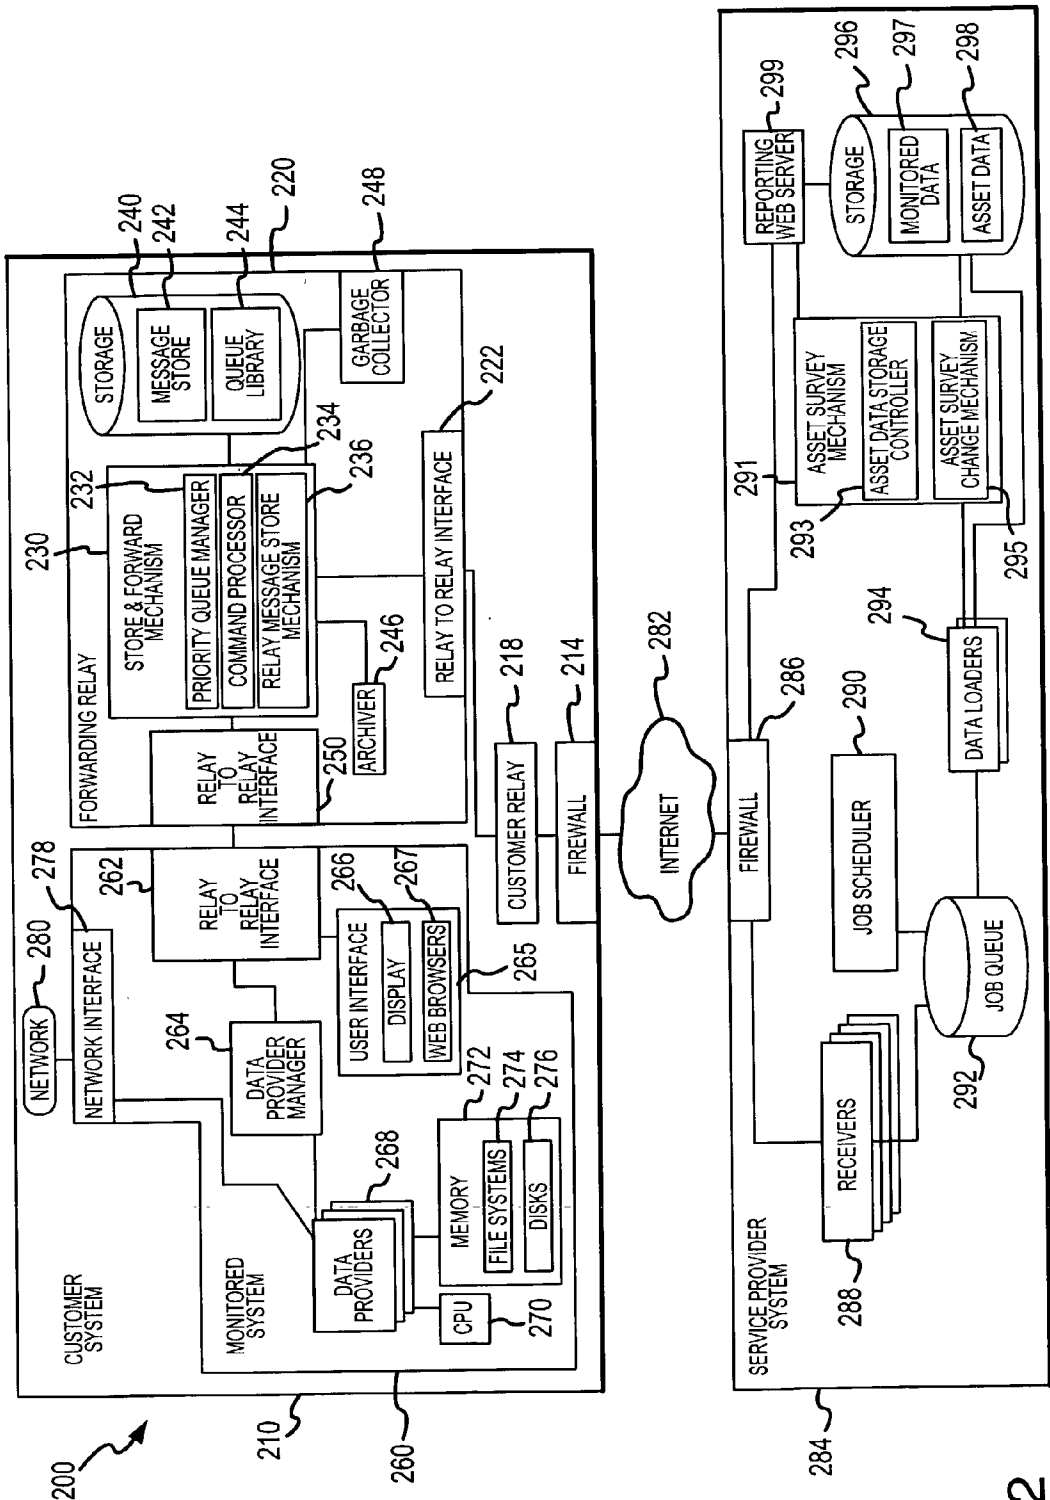 200
CUSTOMER
SYSTEM
210
NETWORK
280
NETWORK INTERFACE
278
MONITORED
SYSTEM
260
DATA
PROVIDERS
268
CPU
270
MEMORY
272
FILE SYSTEMS
274
DISKS
276
DATA
PROVIDER
MANAGER
264
RELAY
TO
RELAY
INTERFACE
262
USER INTERFACE
DISPLAY
WEB BROWSERS
266
267
265
FORWARDING RELAY
RELAY
TO
RELAY
INTERFACE
250
STORE & FORWARD
MECHANISM
230
PRIORITY QUEUE MANAGER
232
COMMAND PROCESSOR
234
RELAY MESSAGE STORE
MECHANISM
236
ARCHIVER
246
STORAGE
240
MESSAGE
STORE
242
QUEUE
LIBRARY
244
220
GARBAGE
COLLECTOR
248
RELAY TO RELAY INTERFACE
222
CUSTOMER RELAY
218
FIREWALL
214
INTERNET
282
SERVICE PROVIDER
SYSTEM
284
FIREWALL
286
RECEIVERS
288
JOB SCHEDULER
290
JOB QUEUE
292
DATA LOADERS
294
ASSET SURVEY
MECHANISM
291
ASSET DATA STORAGE
CONTROLLER
293
ASSET SURVEY
CHANGE MECHANISM
295
REPORTING
WEB SERVER
299
STORAGE
296
MONITORED
DATA
297
ASSET DATA
298
2